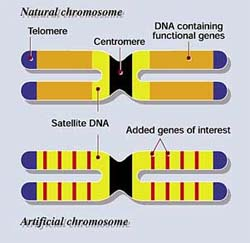 Natural chromosome
Telomere
Centromere
DNA containing
functional genes
Satellite DNA
Added genes of interest
Artificial chromosome